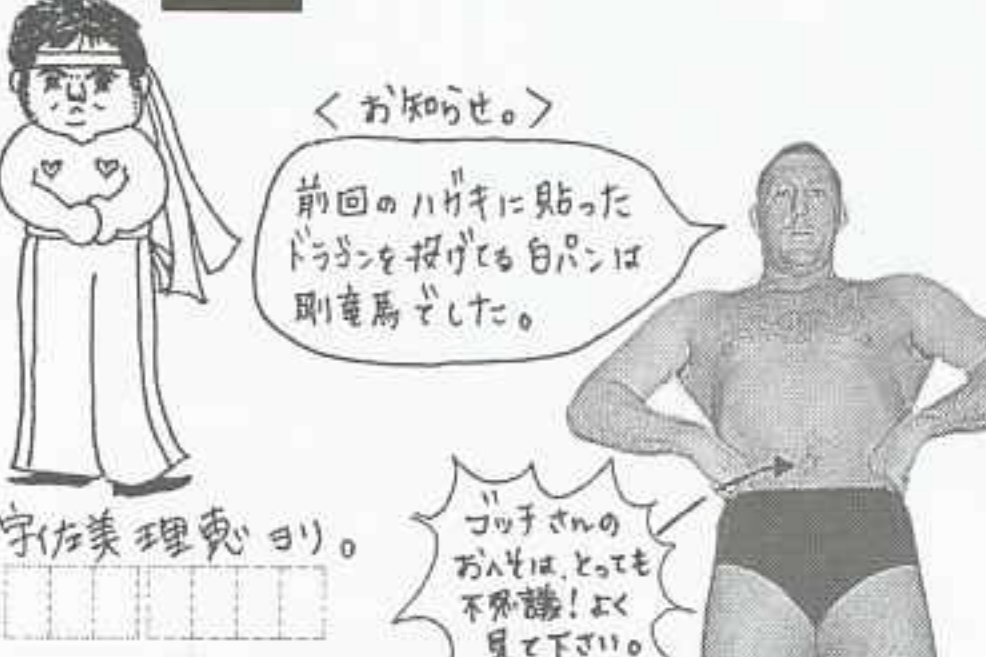 ＜お知らせ。＞
前回のハガキに貼った
ドラゴンを投げてる白パンは
剛竜馬でした。
宇佐美理恵ヨリ。
ゴッチさんの
おへそは、とっても
不思議！よく
見て下さい。